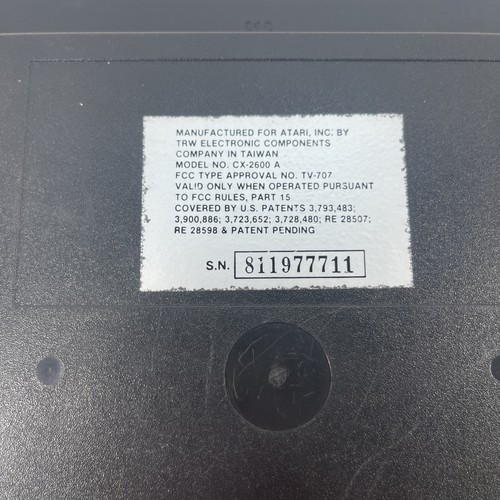 MANUFACTURED FOR ATARI, INC. BY
TRW ELECTRONIC COMPONENTS
COMPANY IN TAIWAN
MODEL NO. CX-2600 A
FCC TYPE APPROVAL NO. TV-707
VALID ONLY WHEN OPERATED PURSUANT
TO FCC RULES, PART 15
COVERED BY U.S. PATENTS 3,793,483;
3,900,886; 3,723,652; 3,728,480; RE 28507;
RE 28598 & PATENT PENDING
S.N. 811977711